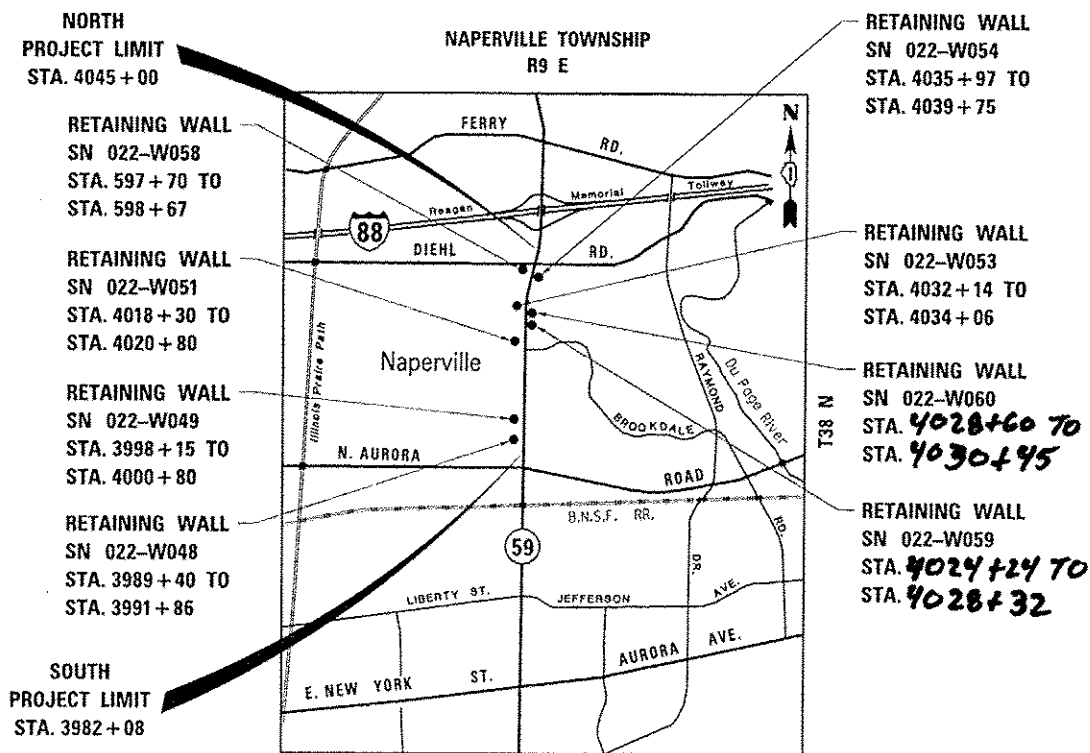 NORTH
PROJECT LIMIT
STA. 4045+00
NAPERVILLE TOWNSHIP
R9 E
RETAINING WALL
SN 022-W054
STA. 4035+97 TO
STA. 4039+75
RETAINING WALL
SN 022-W058
STA. 597+70 TO
STA. 598+67
RETAINING WALL
SN 022-W051
STA. 4018+30 TO
STA. 4020+80
RETAINING WALL
SN 022-W049
STA. 3998+15 TO
STA. 4000+80
RETAINING WALL
SN 022-W048
STA. 3989+40 TO
STA. 3991+86
SOUTH
PROJECT LIMIT
STA. 3982+08
FERRY RD.
N
1
Reagan Memorial Tollway
88
DIEHL RD.
Illinois Praire Path
Naperville
RAYMOND
Du Page River
BROOKDALE
T38 N
N. AURORA ROAD
B.N.S.F. RR.
59
DR.
RD.
LIBERTY ST.
JEFFERSON AVE.
E. NEW YORK ST.
AURORA AVE.
RETAINING WALL
SN 022-W053
STA. 4032+14 TO
STA. 4034+06
RETAINING WALL
SN 022-W060
STA. 4028+60 TO
STA. 4030+45
RETAINING WALL
SN 022-W059
STA. 4024+24 TO
STA. 4028+32